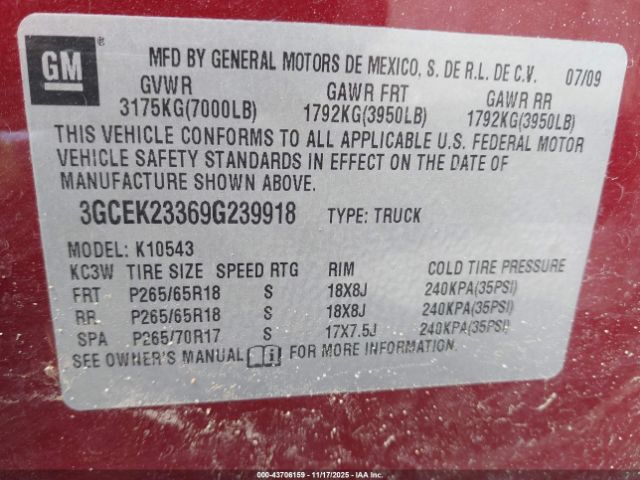 GM
MFD BY GENERAL MOTORS DE MEXICO, S. DE R.L. DE C.V. 07/09
GVWR GAWR FRT GAWR RR
3175KG(7000LB) 1792KG(3950LB) 1792KG(3950LB)
THIS VEHICLE CONFORMS TO ALL APPLICABLE U.S. FEDERAL MOTOR
VEHICLE SAFETY STANDARDS IN EFFECT ON THE DATE OF
MANUFACTURE SHOWN ABOVE.
3GCEK23369G239918 TYPE: TRUCK
MODEL: K10543
KC3W TIRE SIZE SPEED RTG RIM COLD TIRE PRESSURE
FRT P265/65R18 S 18X8J 240KPA(35PSI)
RR P265/65R18 S 18X8J 240KPA(35PSI)
SPA P265/70R17 S 17X7.5J 240KPA(35PSI)
SEE OWNER'S MANUAL i FOR MORE INFORMATION.
© - 43706159 - 11/17/2025 - IAAHQ